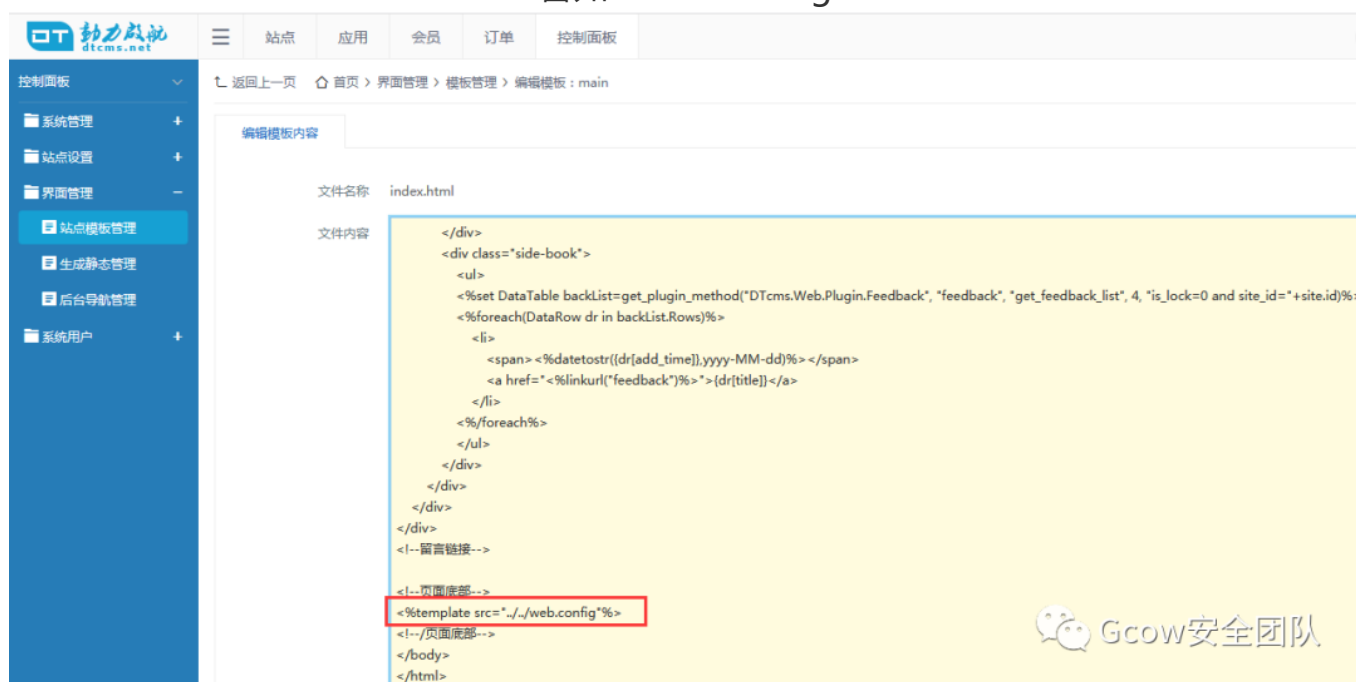 DT 動力啟航
dtcms.net
站点 应用 会员 订单 控制面板
控制面板
返回上一页 首页 > 界面管理 > 模板管理 > 编辑模板：main
系统管理 +
站点设置 +
界面管理 −
站点模板管理
生成静态管理
后台导航管理
系统用户 +
编辑模板内容
文件名称 index.html
文件内容
</div>
<div class="side-book">
<ul>
<%set DataTable backList=get_plugin_method("DTcms.Web.Plugin.Feedback", "feedback", "get_feedback_list", 4, "is_lock=0 and site_id="+site.id)%>
<%foreach(DataRow dr in backList.Rows)%>
<li>
<span><%datetostr({dr[add_time]},yyyy-MM-dd)%></span>
<a href="<%linkurl("feedback")%>">{dr[title]}</a>
</li>
<%/foreach%>
</ul>
</div>
</div>
</div>
</div>
<!--留言链接-->
<!--页面底部-->
<%template src="../../web.config"%>
<!--/页面底部-->
</body>
</html>
Gcow安全团队